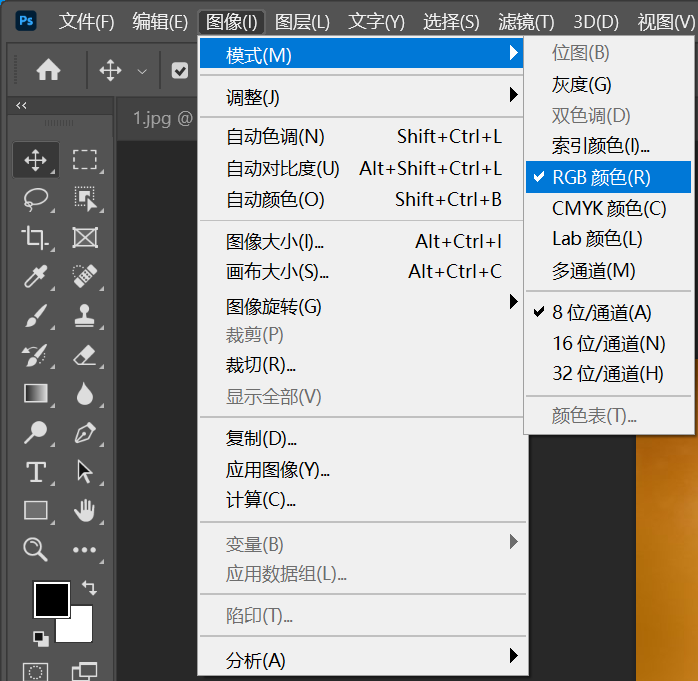 Ps 文件(F) 编辑(E) 图像(I) 图层(L) 文字(Y) 选择(S) 滤镜(T) 3D(D) 视图(V)
1.jpg @
模式(M)
调整(J)
自动色调(N) Shift+Ctrl+L
自动对比度(U) Alt+Shift+Ctrl+L
自动颜色(O) Shift+Ctrl+B
图像大小(I)... Alt+Ctrl+I
画布大小(S)... Alt+Ctrl+C
图像旋转(G)
裁剪(P)
裁切(R)...
显示全部(V)
复制(D)...
应用图像(Y)...
计算(C)...
变量(B)
应用数据组(L)...
陷印(T)...
分析(A)
位图(B)
灰度(G)
双色调(D)
索引颜色(I)...
RGB 颜色(R)
CMYK 颜色(C)
Lab 颜色(L)
多通道(M)
8 位/通道(A)
16 位/通道(N)
32 位/通道(H)
颜色表(T)...